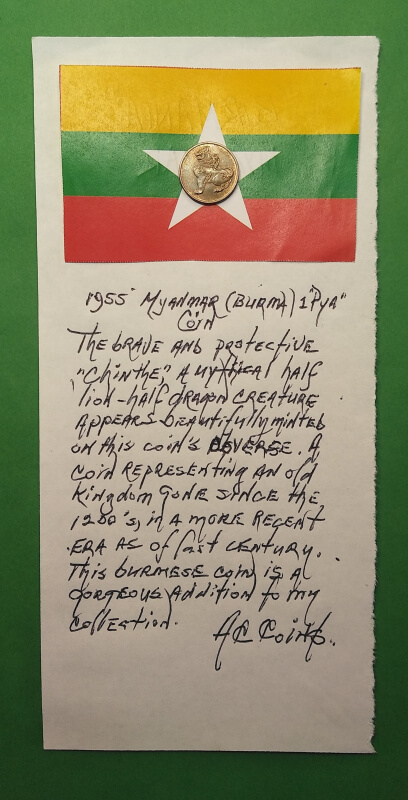 1955 Myanmar (Burma) 1 "Pya"
Coin
The brave and protective
"Chinthe" a mythical half
lion-half dragon creature
appears beautifully minted
on this coin's. A
coin representing an old
kingdom gone since the
1200's, in a more recent
era as of last century.
This Burmese coin is a
gorgeous addition to my
collection. AC Coins.